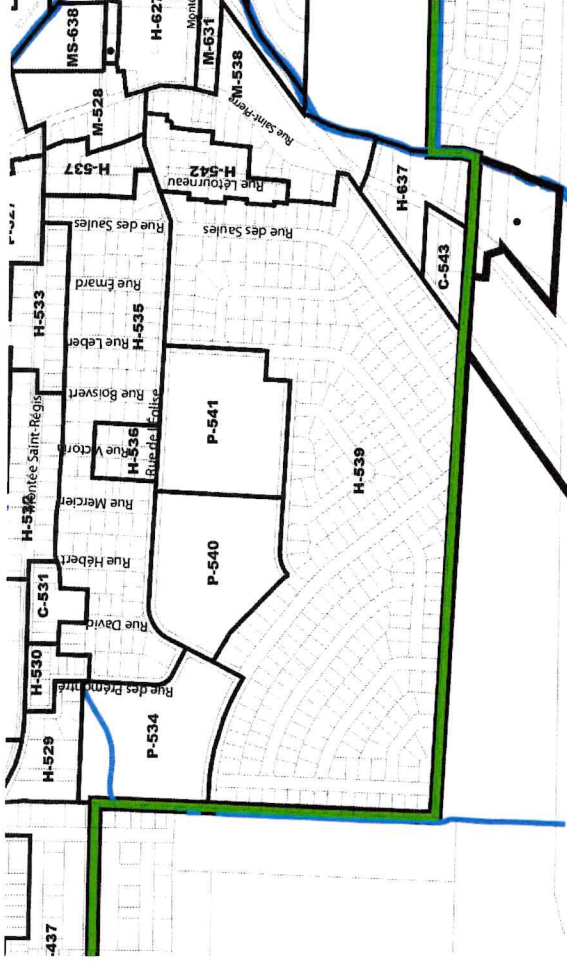 -437
H-529
H-530
C-531
H-532
Montée Saint-Régis
H-533
MS-638
M-528
H-537
H-627
Monté
M-631
M-538
Rue des Prémontré
Rue David
Rue Hébert
Rue Mercier
Rue Victoria
H-536
Rue Boisvert
Rue Leber
H-535
Rue Émard
Rue des Saules
Rue de l'Église
P-534
P-540
P-541
Rue des Saules
Rue Létourneau
H-542
Rue Saint-Pierre
H-539
C-543
H-637